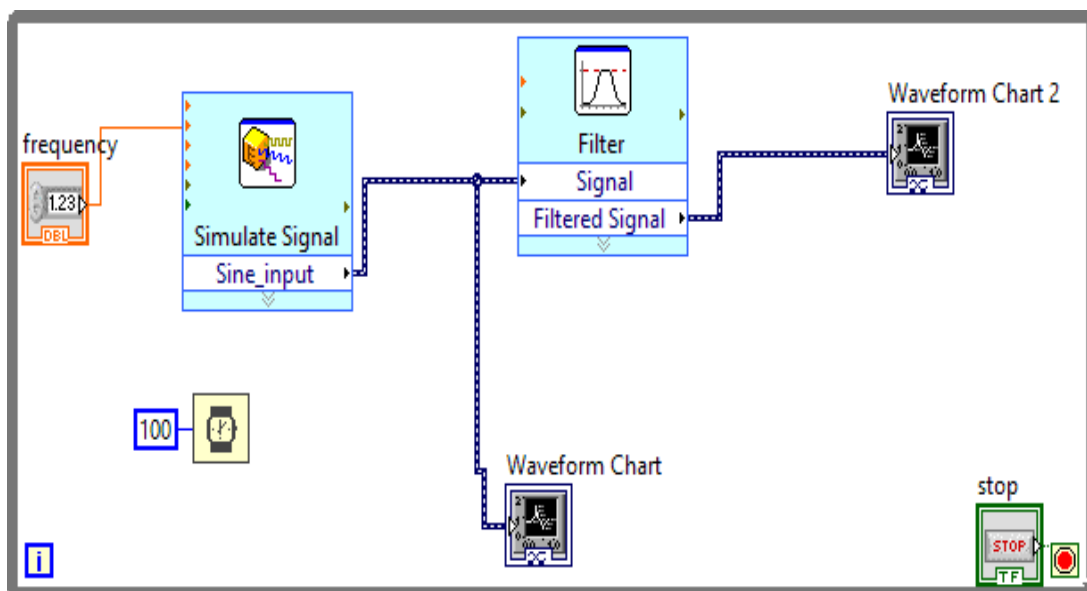 Waveform Chart 2
frequency
1.23
DBL
Simulate Signal
Sine_input
Filter
Signal
Filtered Signal
100
Waveform Chart
stop
STOP
TF
i